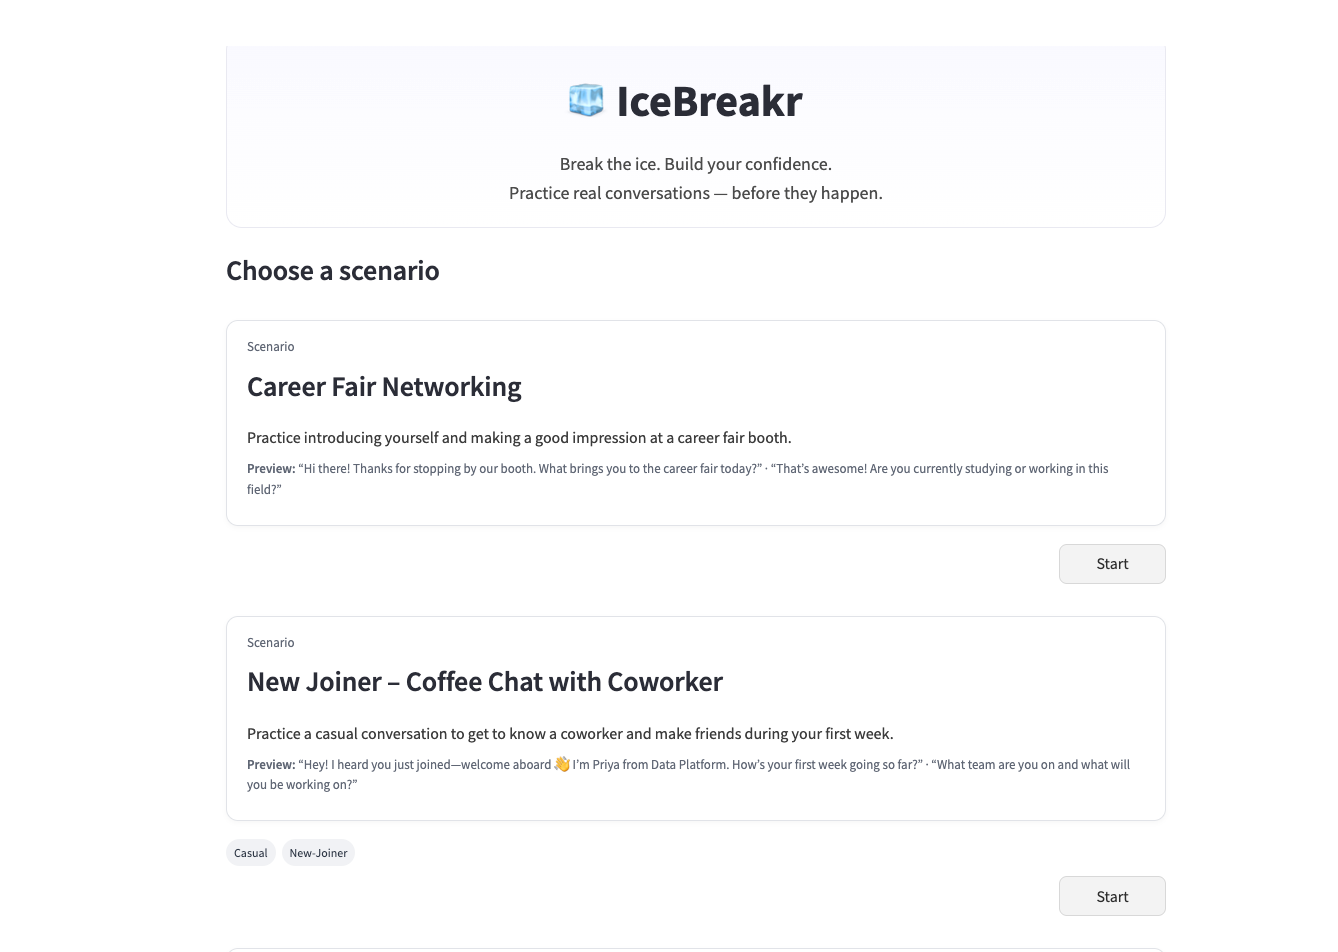 🧊 IceBreakr
Break the ice. Build your confidence.
Practice real conversations — before they happen.
Choose a scenario
Scenario
Career Fair Networking
Practice introducing yourself and making a good impression at a career fair booth.
Preview: “Hi there! Thanks for stopping by our booth. What brings you to the career fair today?” · “That’s awesome! Are you currently studying or working in this
field?”
Start
Scenario
New Joiner – Coffee Chat with Coworker
Practice a casual conversation to get to know a coworker and make friends during your first week.
Preview: “Hey! I heard you just joined—welcome aboard 👋 I’m Priya from Data Platform. How’s your first week going so far?” · “What team are you on and what will
you be working on?”
Casual New-Joiner
Start